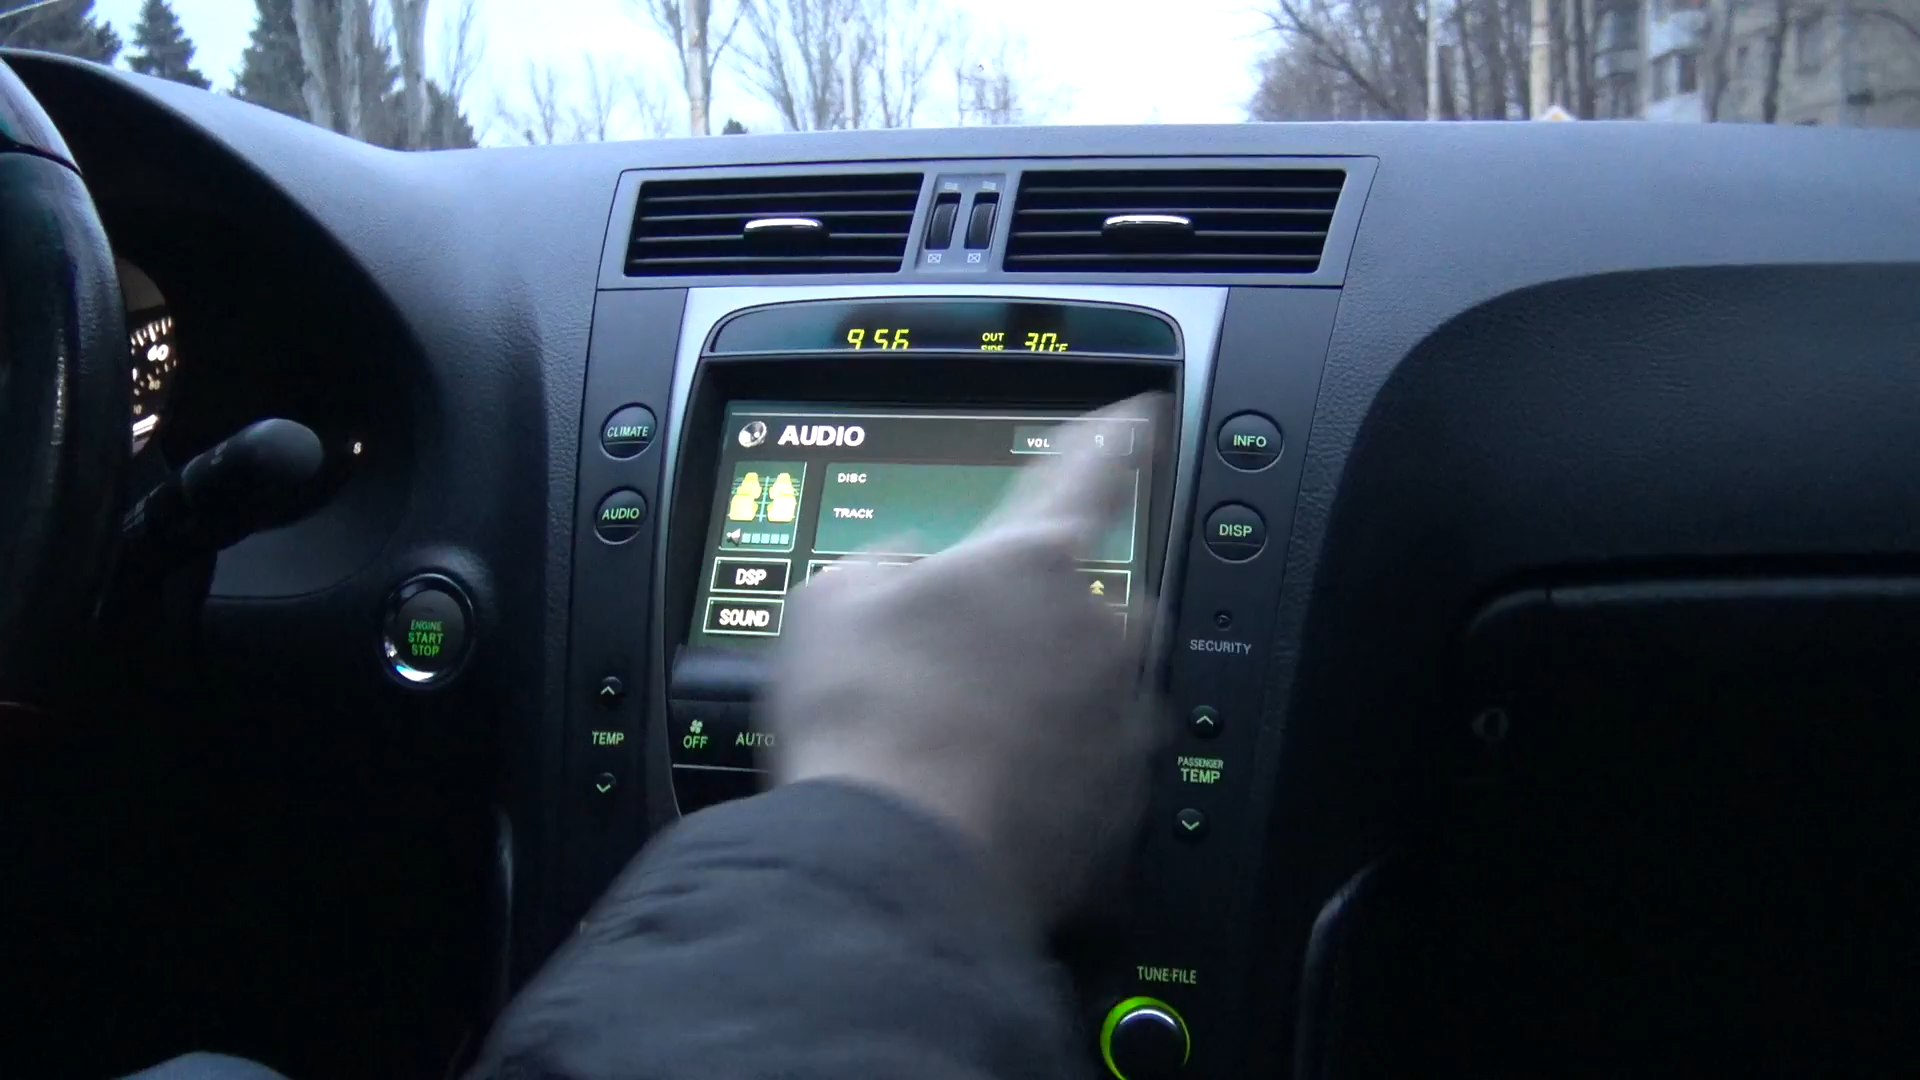 9 56
OUT SIDE 30°F
AUDIO
VOL
CLIMATE
INFO
DISC
AUDIO
TRACK
DISP
60
S
DSP
SOUND
ENGINE
START
STOP
SECURITY
TEMP
OFF
AUTO
PASSENGER
TEMP
TUNE·FILE